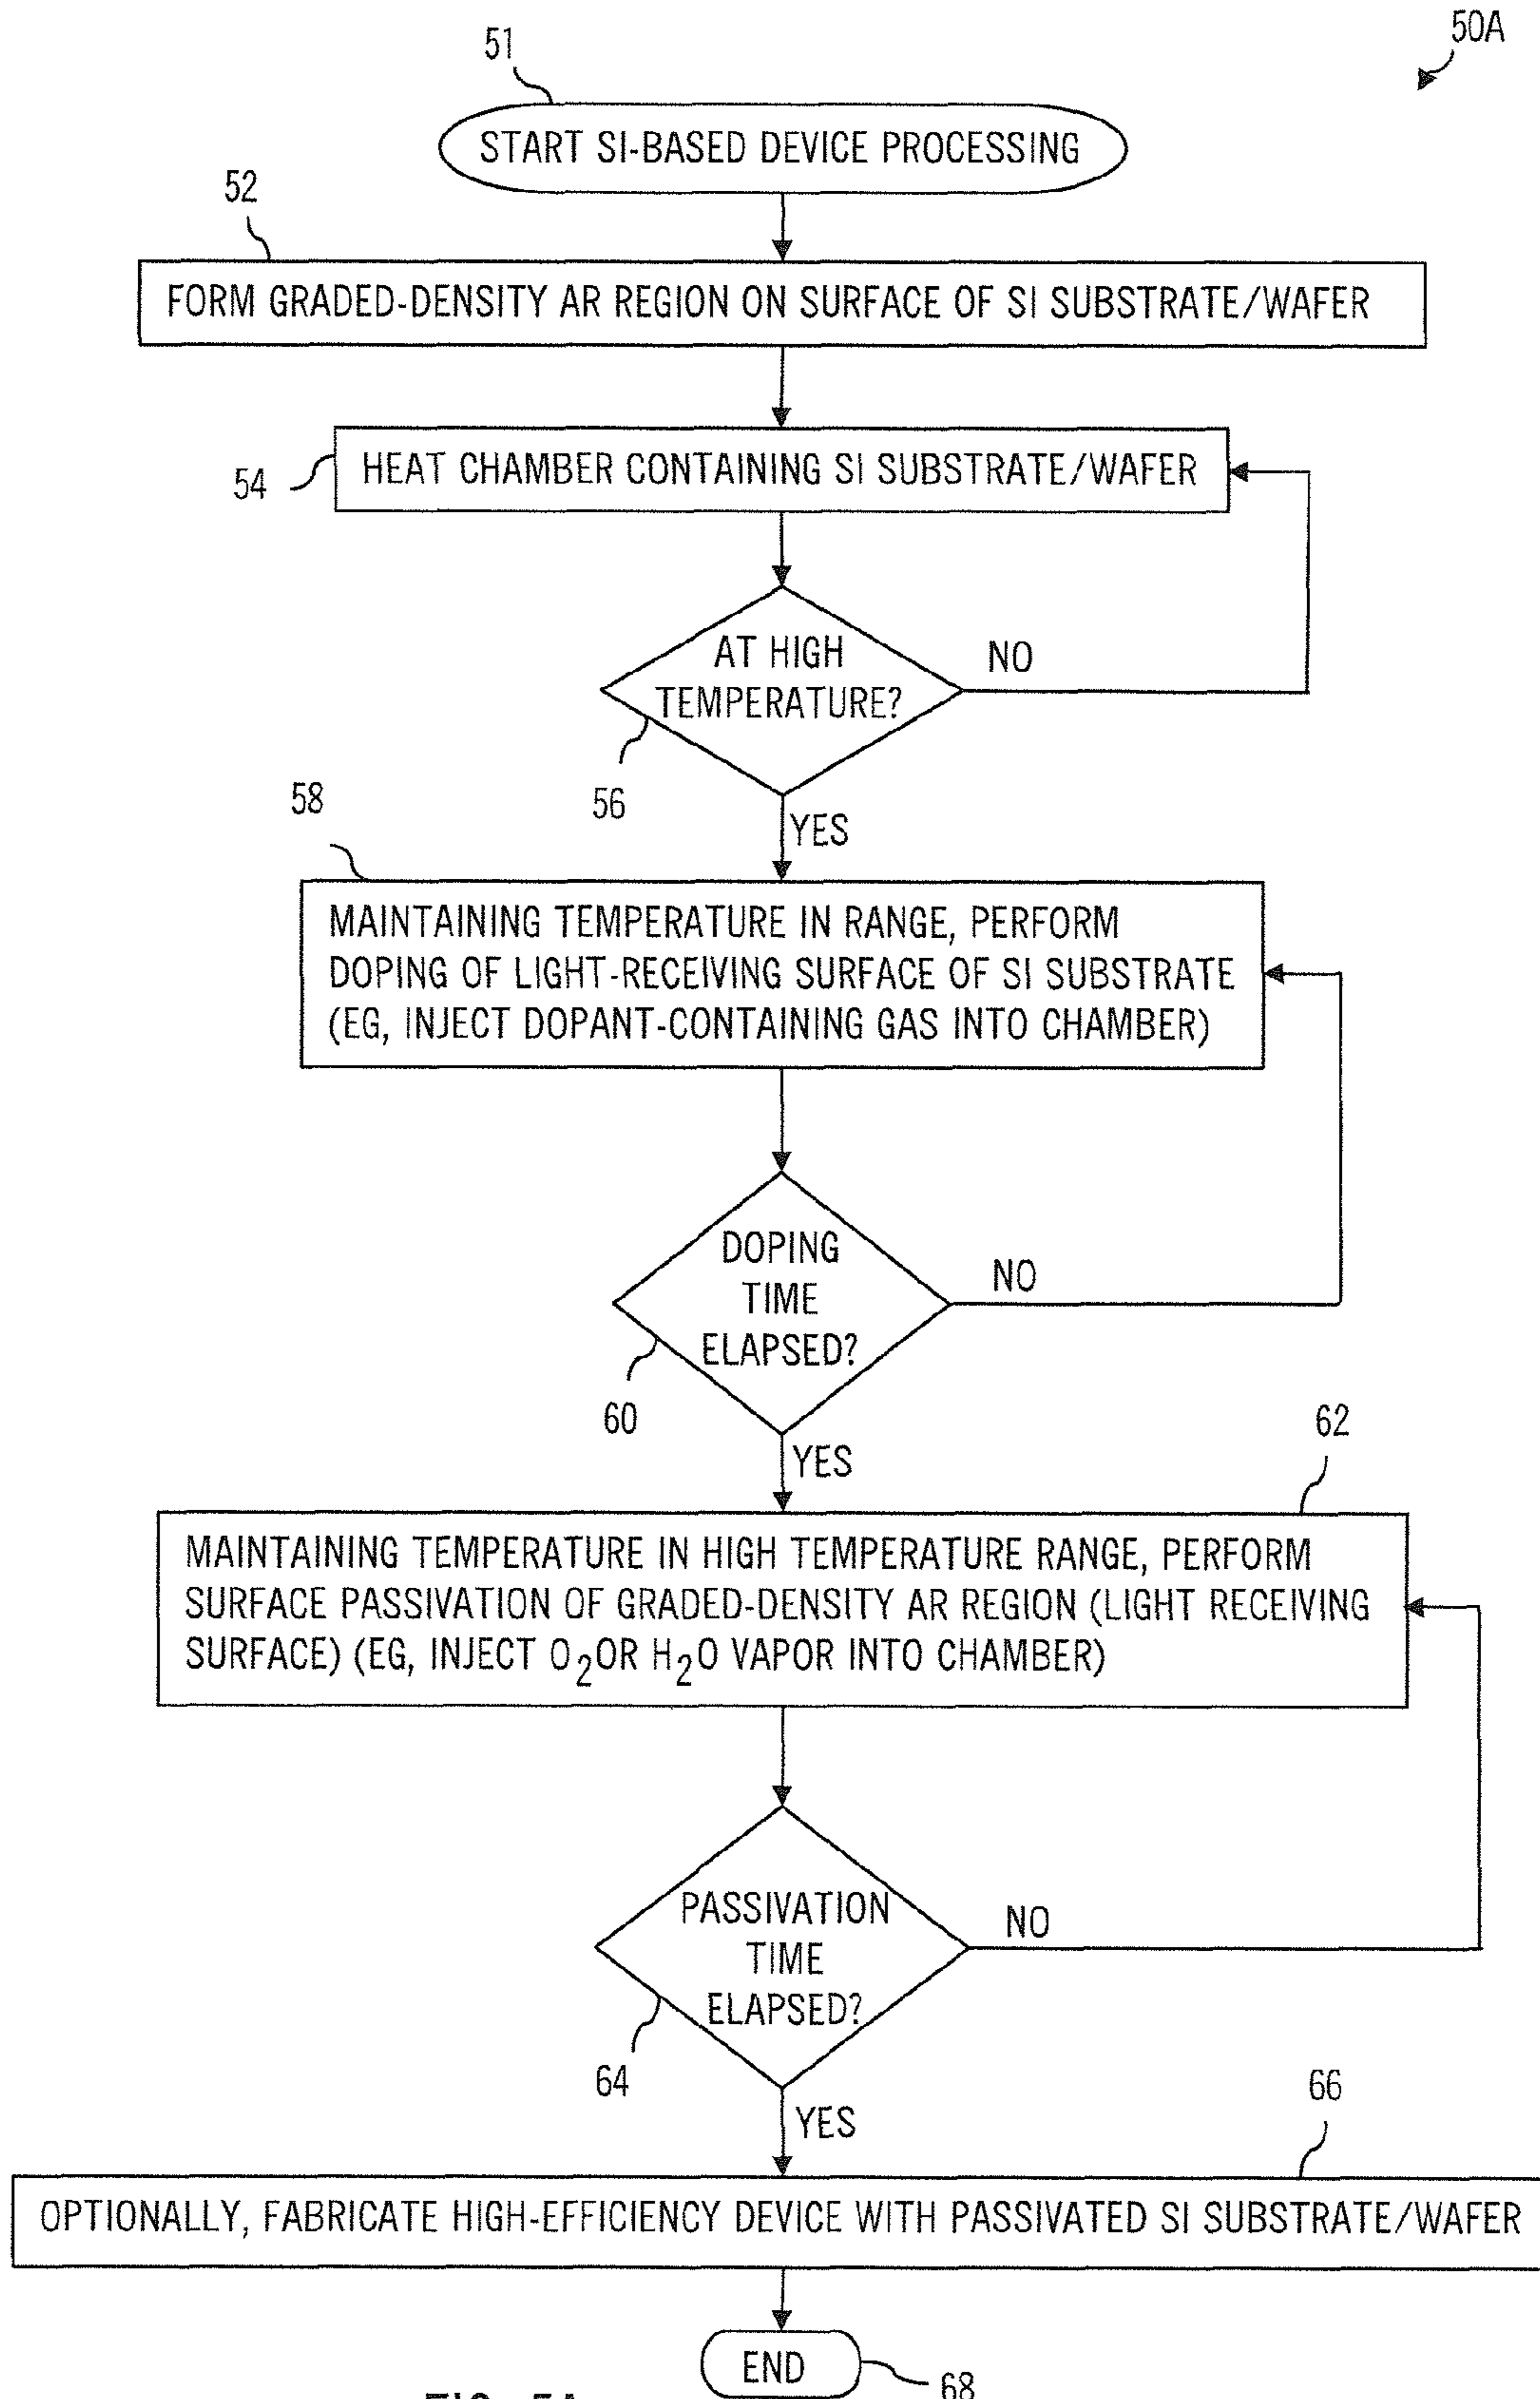 50A
51
START SI-BASED DEVICE PROCESSING
52
FORM GRADED-DENSITY AR REGION ON SURFACE OF SI SUBSTRATE/WAFER
54
HEAT CHAMBER CONTAINING SI SUBSTRATE/WAFER
AT HIGH
TEMPERATURE?
NO
56
YES
58
MAINTAINING TEMPERATURE IN RANGE, PERFORM
DOPING OF LIGHT-RECEIVING SURFACE OF SI SUBSTRATE
(EG, INJECT DOPANT-CONTAINING GAS INTO CHAMBER)
DOPING
TIME
ELAPSED?
NO
60
YES
62
MAINTAINING TEMPERATURE IN HIGH TEMPERATURE RANGE, PERFORM
SURFACE PASSIVATION OF GRADED-DENSITY AR REGION (LIGHT RECEIVING
SURFACE) (EG, INJECT O2OR H2O VAPOR INTO CHAMBER)
PASSIVATION
TIME
ELAPSED?
NO
64
YES
66
OPTIONALLY, FABRICATE HIGH-EFFICIENCY DEVICE WITH PASSIVATED SI SUBSTRATE/WAFER
END
68